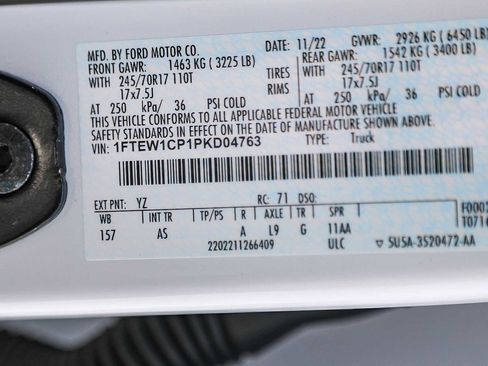 MFD. BY FORD MOTOR CO. 11/22 GVWR: 2926 KG (6450 LB)
FRONT GAWR: 1463 KG (3225 LB) REAR GAWR: 1542 KG (3400 LB)
WITH 245/70R17 110T TIRES WITH 245/70R17 110T
17x7.5J RIMS 17x7.5J
AT 250 kPa/ 36 PSI COLD AT 250 kPa/ 36 PSI COLD
THIS VEHICLE CONFORMS TO ALL APPLICABLE FEDERAL MOTOR VEHICLE
SAFETY STANDARDS IN EFFECT ON THE DATE OF MANUFACTURE SHOWN ABOVE.
VIN: 1FTEW1CP1PKD04763 TYPE: Truck
EXT PNT: YZ RC: 71 DSO:
WB INT TR TP/PS R AXLE TR SPR
157 AS A L9 G 11AA
2202211266409 ULC ▽ 5U5A-3520472-AA